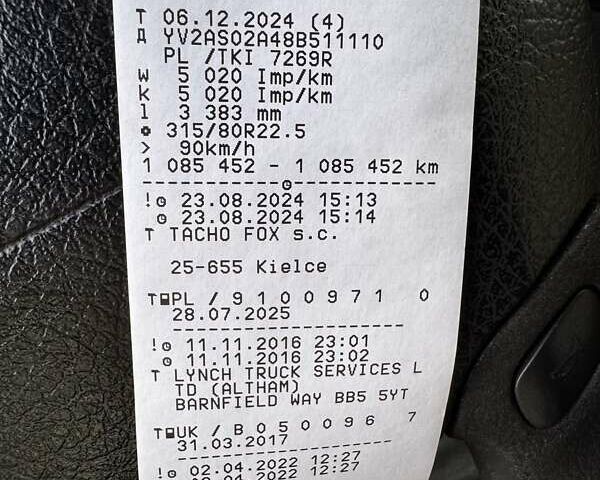 T 06.12.2024 (4)
A YV2AS02A48B511110
PL /TKI 7269R
w 5 020 Imp/km
k 5 020 Imp/km
l 3 383 mm
315/80R22.5
> 90km/h
1 085 452 - 1 085 452 km
! 23.08.2024 15:13
23.08.2024 15:14
T TACHO FOX s.c.
25-655 Kielce
T PL / 9 1 0 0 9 7 1 0
28.07.2025
! 11.11.2016 23:01
11.11.2016 23:02
T LYNCH TRUCK SERVICES L
TD (ALTHAM)
BARNFIELD WAY BB5 5YT
T UK / B 0 5 0 0 9 6 7
31.03.2017
! 02.04.2022 12:27
12:27